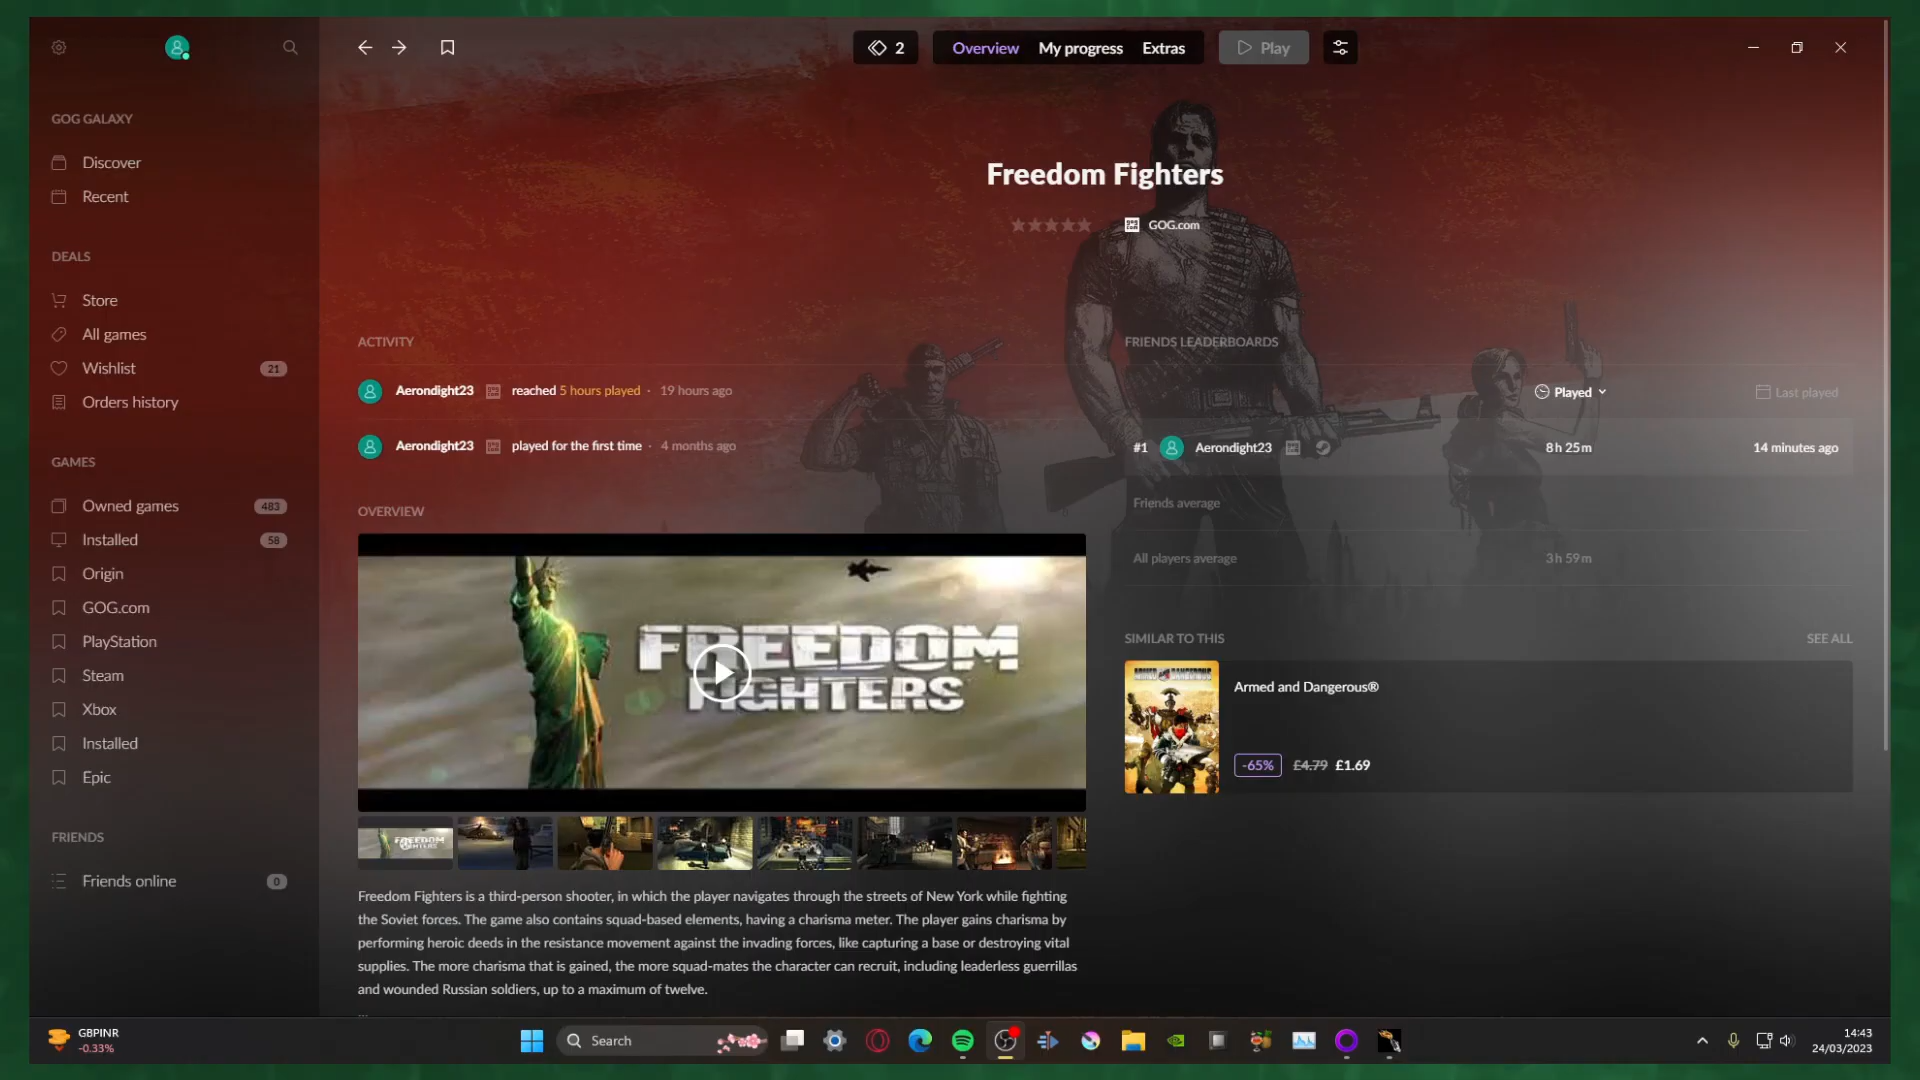 2
Overview
My progress
Extras
Play
GOG GALAXY
Discover
Recent
DEALS
Store
All games
Wishlist
21
Orders history
GAMES
Owned games
483
Installed
58
Origin
GOG.com
PlayStation
Steam
Xbox
Installed
Epic
FRIENDS
Friends online
0
Freedom Fighters
GOG.com
ACTIVITY
Aerondight23 reached 5 hours played · 19 hours ago
Aerondight23 played for the first time · 4 months ago
OVERVIEW
FREEDOM
FIGHTERS
Freedom Fighters is a third-person shooter, in which the player navigates through the streets of New York while fighting
the Soviet forces. The game also contains squad-based elements, having a charisma meter. The player gains charisma by
performing heroic deeds in the resistance movement against the invading forces, like capturing a base or destroying vital
supplies. The more charisma that is gained, the more squad-mates the character can recruit, including leaderless guerrillas
and wounded Russian soldiers, up to a maximum of twelve.
...
FRIENDS LEADERBOARDS
Played
Last played
#1 Aerondight23 8 h 25 m 14 minutes ago
Friends average
All players average 3 h 59 m
SIMILAR TO THIS
SEE ALL
ARMED DANGEROUS
Armed and Dangerous®
-65% £4.79 £1.69
GBPINR
-0.33%
Search
14:43
24/03/2023